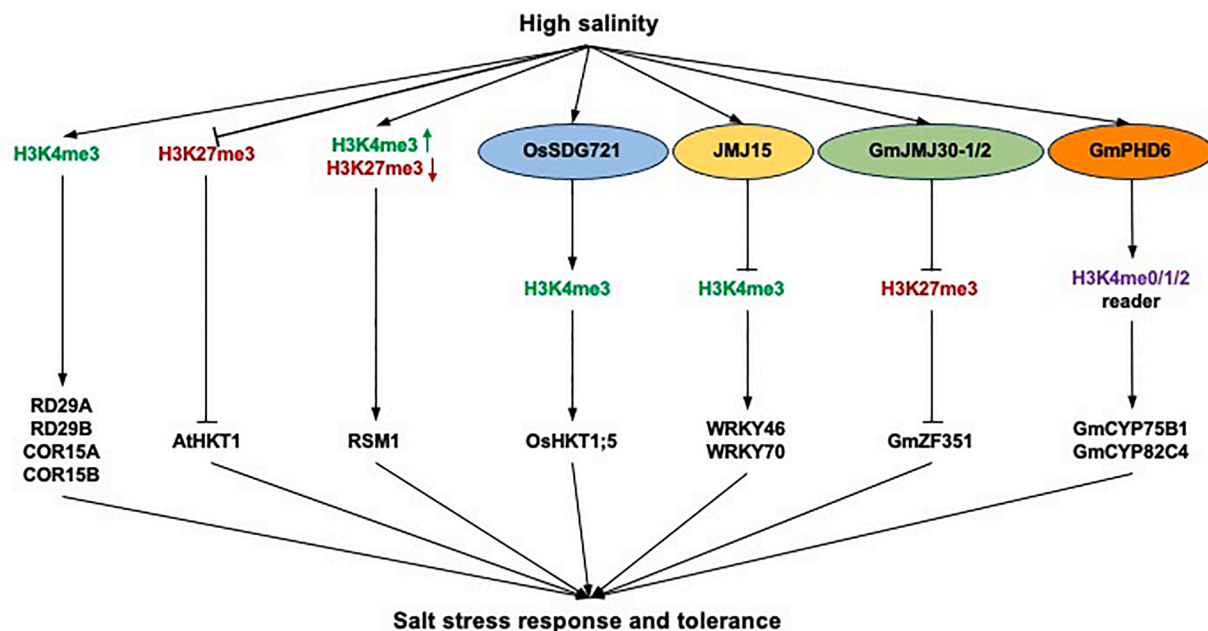 High salinity
H3K4me3
H3K27me3
H3K4me3
H3K27me3
OsSDG721
JMJ15
GmJMJ30-1/2
GmPHD6
H3K4me3
H3K4me3
H3K27me3
H3K4me0/1/2
reader
RD29A
RD29B
COR15A
COR15B
AtHKT1
RSM1
OsHKT1;5
WRKY46
WRKY70
GmZF351
GmCYP75B1
GmCYP82C4
Salt stress response and tolerance